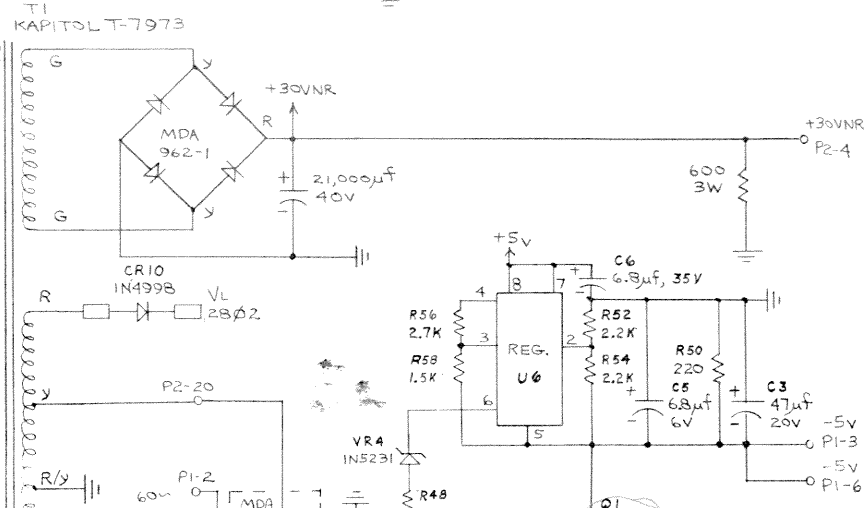 T1
KAPITOL T-7973
G
Y
+30VNR
R
MDA
962-1
+30VNR
P2-4
600
3W
+
21,000µf
40V
-
G
Y
+5V
CR10
1N4998
R
VL
28Ø2
C6
+
6.8µf, 35V
-
8
7
4
R56
2.7K
R52
2.2K
3
REG.
2
R58
1.5K
U6
R54
2.2K
R50
220
6
+
C5
6.8µf
6V
-
+
C3
47µf
20V
-
5
Y
P2-20
VR4
1N5231
-5V
P1-3
R/Y
P1-2
60~
MDA
R48
-5V
P1-6
Q1